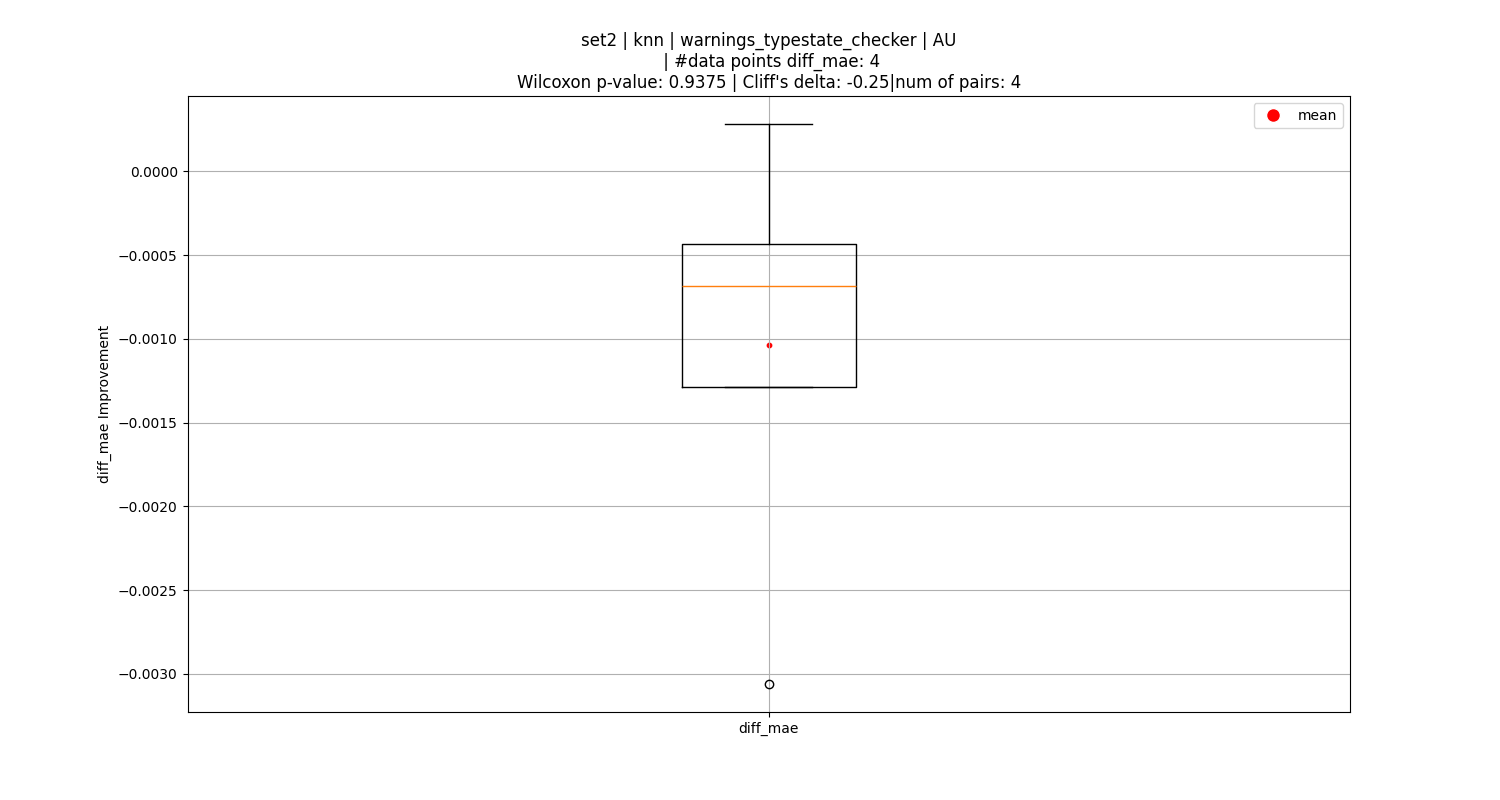 set2 | knn | warnings_typestate_checker | AU
| #data points diff_mae: 4
Wilcoxon p-value: 0.9375 | Cliff's delta: -0.25|num of pairs: 4
mean
0.0000
−0.0005
−0.0010
−0.0015
−0.0020
−0.0025
−0.0030
diff_mae Improvement
diff_mae